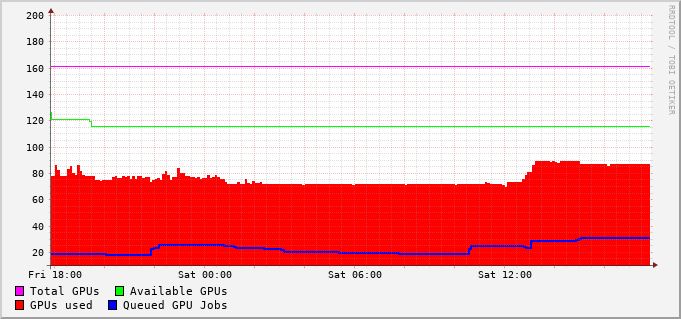 RRDTOOL / TOBI OETIKER
200
180
160
140
120
100
80
60
40
20
Fri 18:00 Sat 00:00 Sat 06:00 Sat 12:00
Total GPUs Available GPUs
GPUs used Queued GPU Jobs